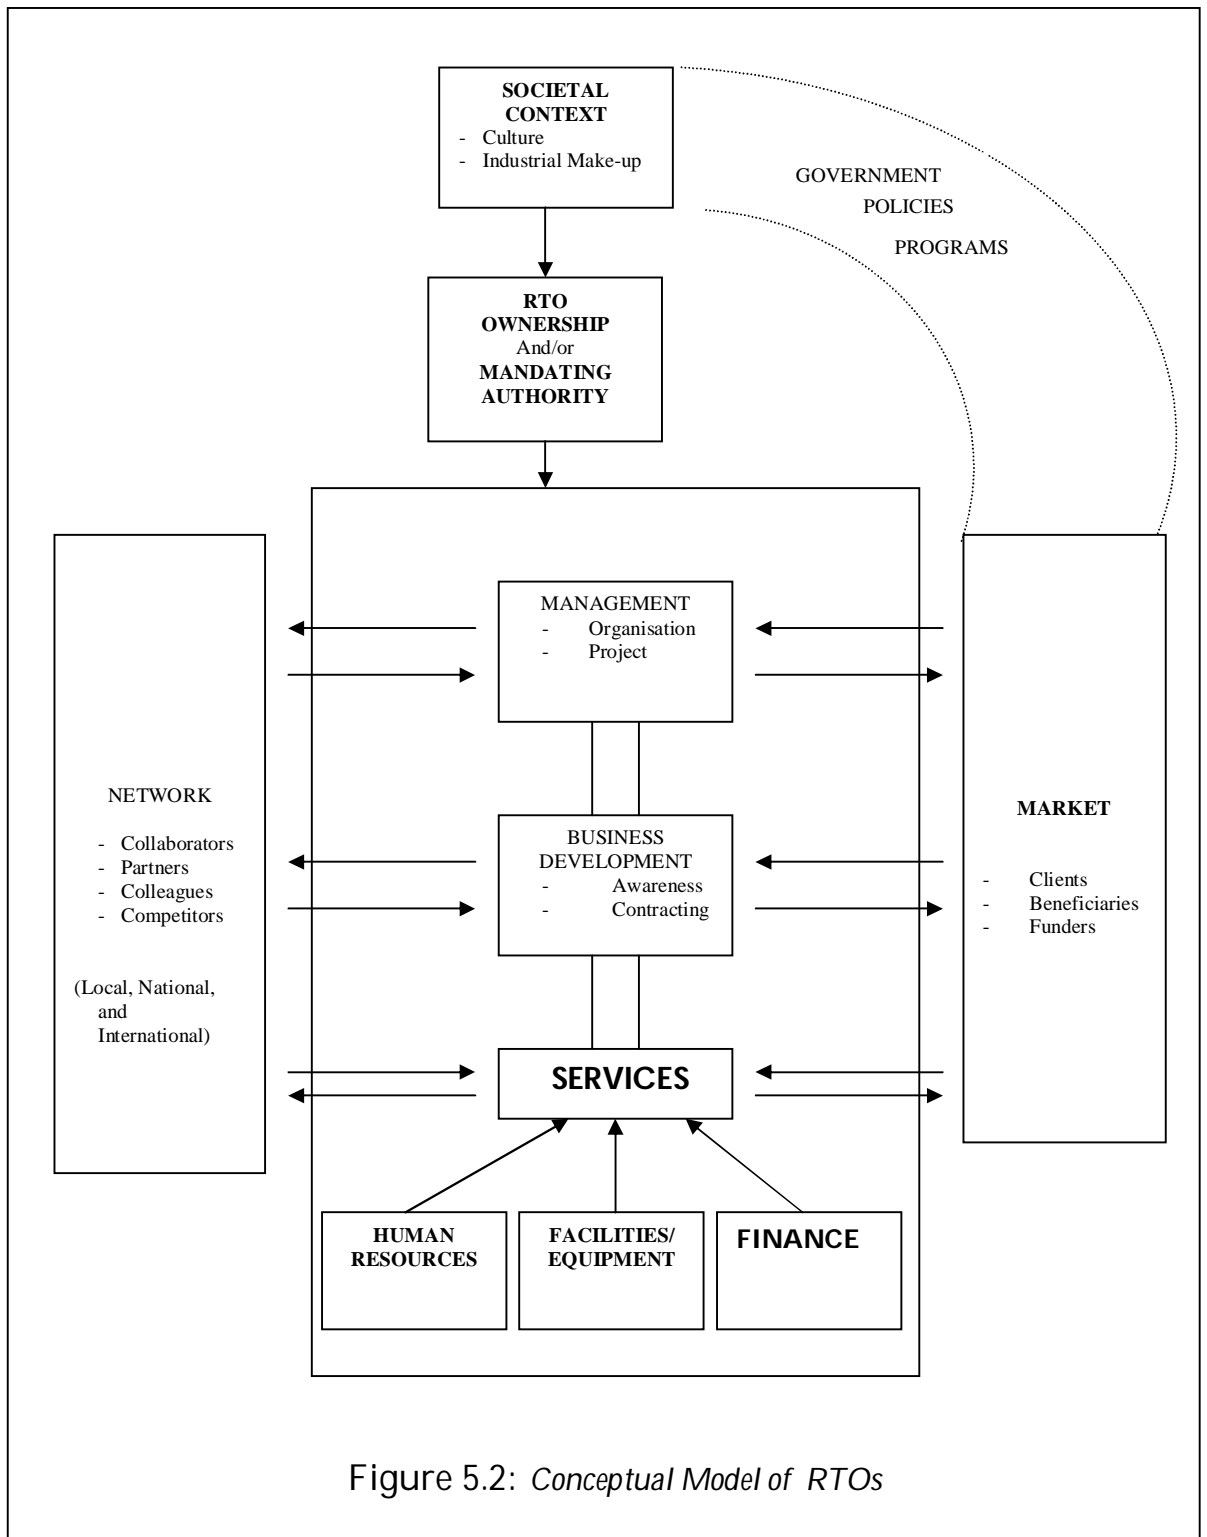 SOCIETAL
CONTEXT
- Culture
- Industrial Make-up
GOVERNMENT
POLICIES
PROGRAMS
RTO
OWNERSHIP
And/or
MANDATING
AUTHORITY
MANAGEMENT
- Organisation
- Project
NETWORK
- Collaborators
- Partners
- Colleagues
- Competitors
(Local, National,
and
International)
BUSINESS
DEVELOPMENT
- Awareness
- Contracting
MARKET
- Clients
- Beneficiaries
- Funders
SERVICES
HUMAN
RESOURCES
FACILITIES/
EQUIPMENT
FINANCE
Figure 5.2: Conceptual Model of RTOs